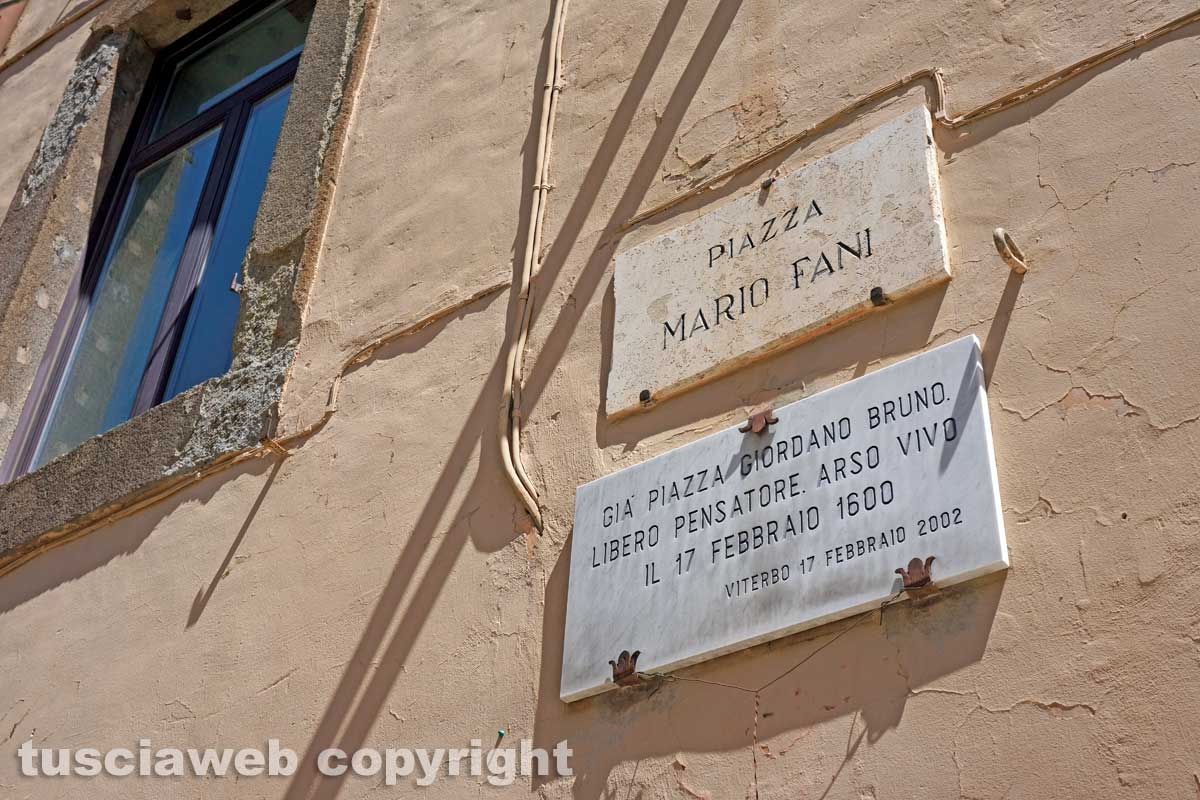 PIAZZA
MARIO FANI
GIA' PIAZZA GIORDANO BRUNO.
LIBERO PENSATORE. ARSO VIVO
IL 17 FEBBRAIO 1600
VITERBO 17 FEBBRAIO 2002
tusciaweb copyright